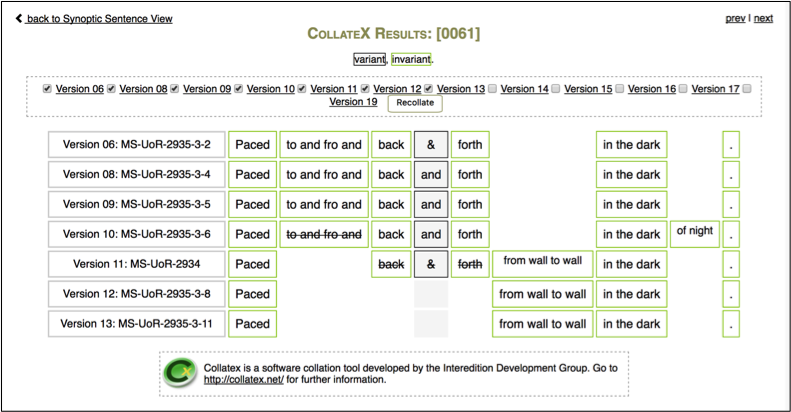 back to Synoptic Sentence View
prev | next
COLLATEX RESULTS: [0061]
variant, invariant.
Version 06 Version 08 Version 09 Version 10 Version 11 Version 12 Version 13 Version 14 Version 15 Version 16 Version 17
Version 19 Recollate
Version 06: MS-UoR-2935-3-2 Paced to and fro and back & forth in the dark .
Version 08: MS-UoR-2935-3-4 Paced to and fro and back and forth in the dark .
Version 09: MS-UoR-2935-3-5 Paced to and fro and back and forth in the dark .
Version 10: MS-UoR-2935-3-6 Paced to and fro and back and forth in the dark of night .
Version 11: MS-UoR-2934 Paced back & forth from wall to wall in the dark .
Version 12: MS-UoR-2935-3-8 Paced from wall to wall in the dark .
Version 13: MS-UoR-2935-3-11 Paced from wall to wall in the dark .
Cx
Collatex is a software collation tool developed by the Interedition Development Group. Go to
http://collatex.net/ for further information.